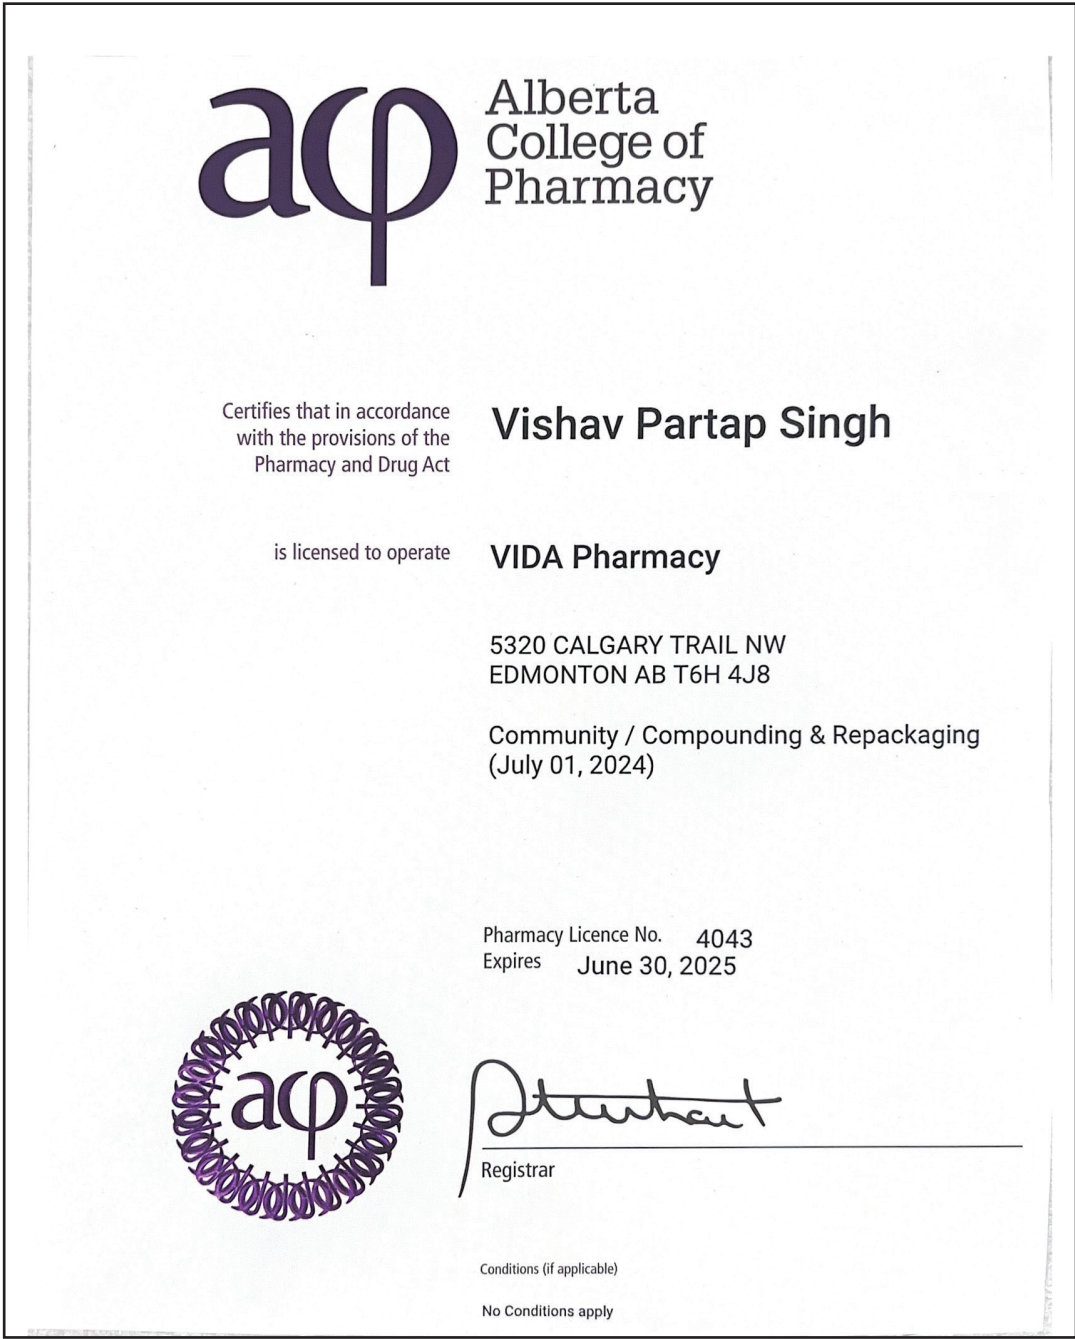 acp
Alberta
College of
Pharmacy
Certifies that in accordance
with the provisions of the
Pharmacy and Drug Act
Vishav Partap Singh
is licensed to operate
VIDA Pharmacy
5320 CALGARY TRAIL NW
EDMONTON AB T6H 4J8
Community / Compounding & Repackaging
(July 01, 2024)
Pharmacy Licence No. 4043
Expires June 30, 2025
acp
Registrar
Conditions (if applicable)
No Conditions apply